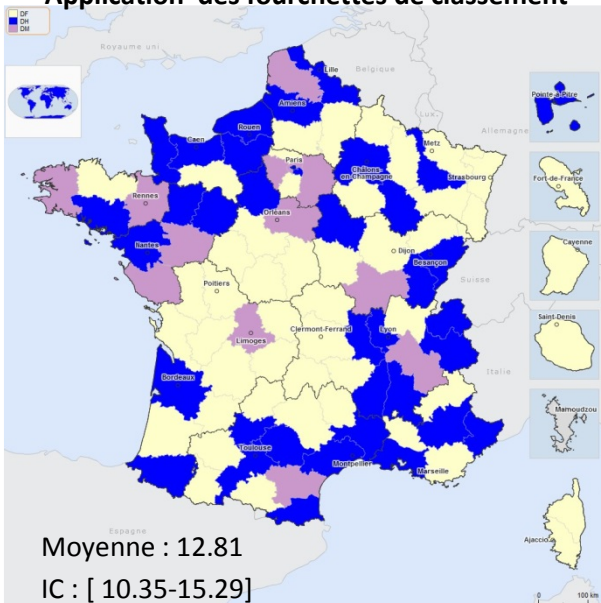 Application des fourchettes de classement
DF
DH
DM
Royaume uni
Belgique
Lille
Amiens
Lux.
Allemagne
Pointe-à-Pitre
Rouen
Caen
Metz
Paris
Châlons
en-Champagne
Strasbourg
Fort-de-France
Rennes
Orléans
Nantes
Dijon
Besançon
Cayenne
Suisse
Poitiers
Saint-Denis
Clermont-Ferrand
Lyon
Limoges
Italie
Bordeaux
Mamoudzou
Toulouse
Montpellier
Marseille
Ajaccio
Espagne
Moyenne : 12.81
IC : [ 10.35-15.29]
0 100 km